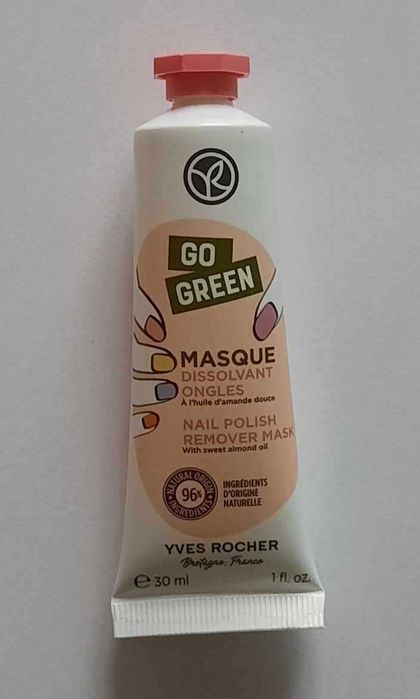 GO
GREEN
MASQUE
DISSOLVANT
ONGLES
À l'huile d'amande douce
NAIL POLISH
REMOVER MASK
With sweet almond oil
NATURAL ORIGIN
96%
INGREDIENTS
INGRÉDIENTS
D'ORIGINE
NATURELLE
YVES ROCHER
Bretagne, France
℮ 30 ml 1 fl. oz.